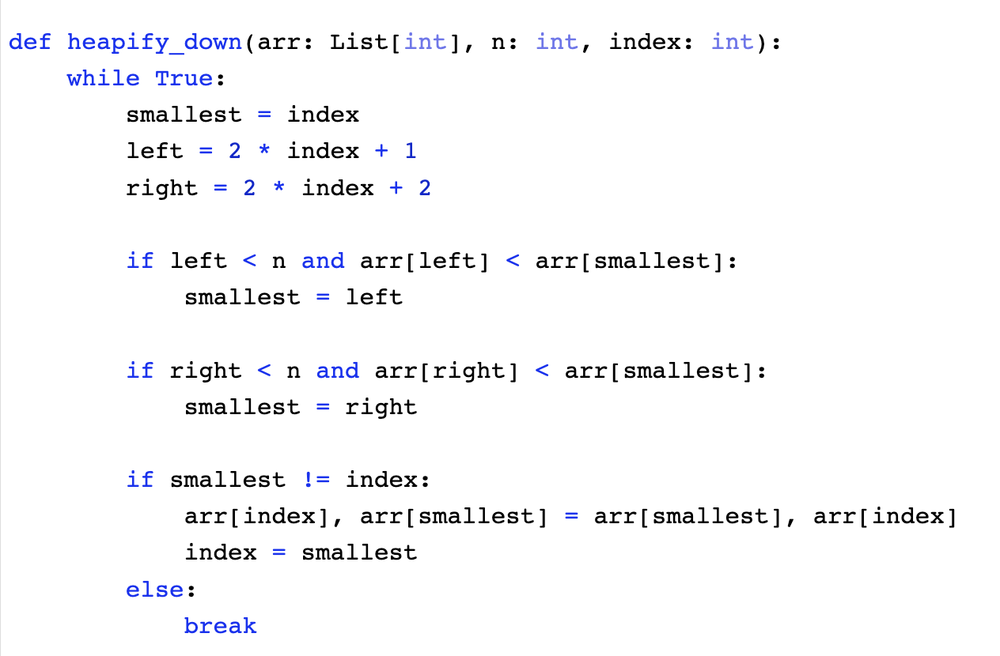 def heapify_down(arr: List[int], n: int, index: int):
    while True:
        smallest = index
        left = 2 * index + 1
        right = 2 * index + 2

        if left < n and arr[left] < arr[smallest]:
            smallest = left

        if right < n and arr[right] < arr[smallest]:
            smallest = right

        if smallest != index:
            arr[index], arr[smallest] = arr[smallest], arr[index]
            index = smallest
        else:
            break